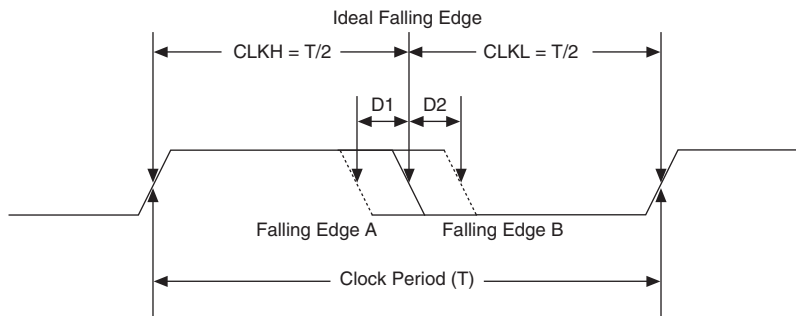 Ideal Falling Edge
CLKH = T/2
CLKL = T/2
D1
D2
Falling Edge A
Falling Edge B
Clock Period (T)